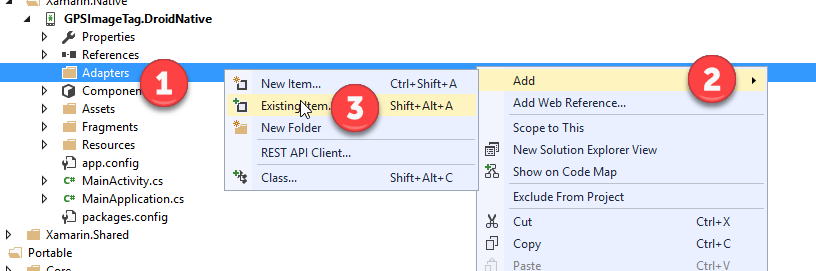 Xamarin.Native
GPSImageTag.DroidNative
Properties
References
Adapters
Component
Assets
Fragments
Resources
app.config
MainActivity.cs
MainApplication.cs
packages.config
Xamarin.Shared
Portable
Core
1
New Item... Ctrl+Shift+A
Existing Item... Shift+Alt+A
New Folder
REST API Client...
Class... Shift+Alt+C
3
Add
2
Add Web Reference...
Scope to This
New Solution Explorer View
Show on Code Map
Exclude From Project
Cut Ctrl+X
Copy Ctrl+C
Paste Ctrl+V